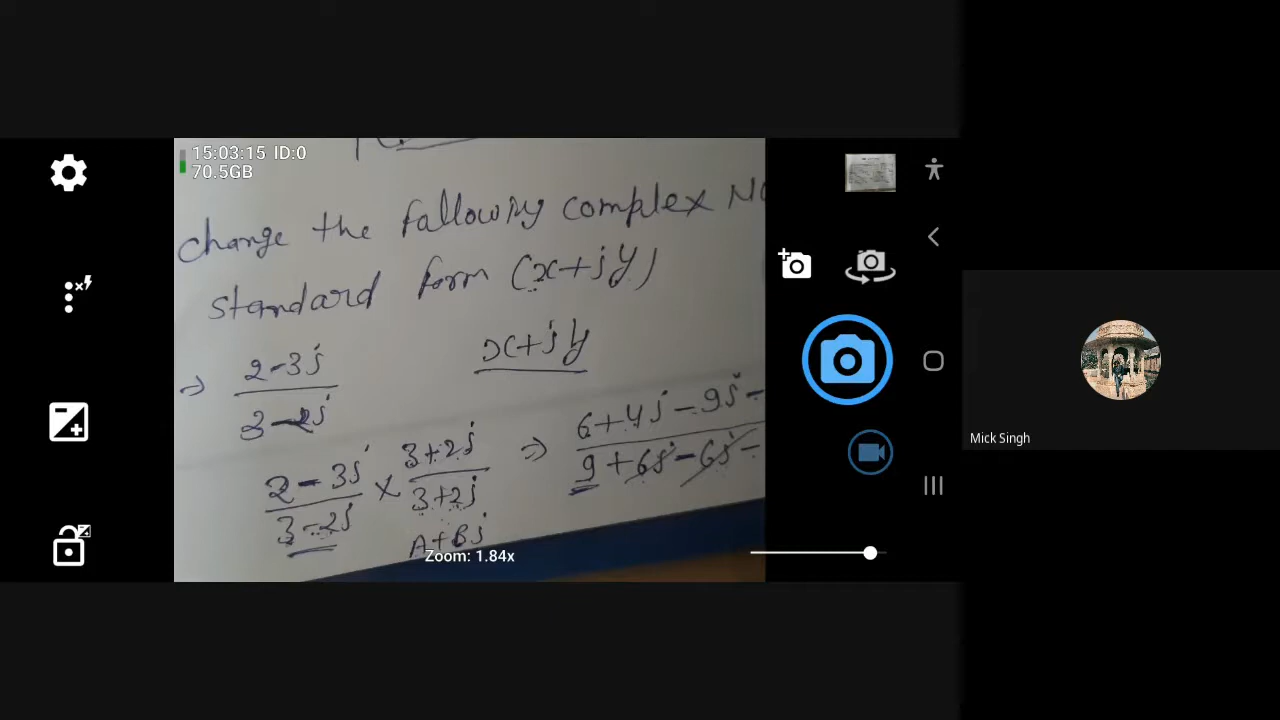 15:03:15 ID:0
70.5GB
change the following complex
standard form (x+jy)
x+jy
⇒ 2-3j / 3-2j
2-3j / 3-2j × 3+2j / 3+2j ⇒ 6+4j-9j- / 9+6j-6j-
A+Bj
Zoom: 1.84x
Mick Singh